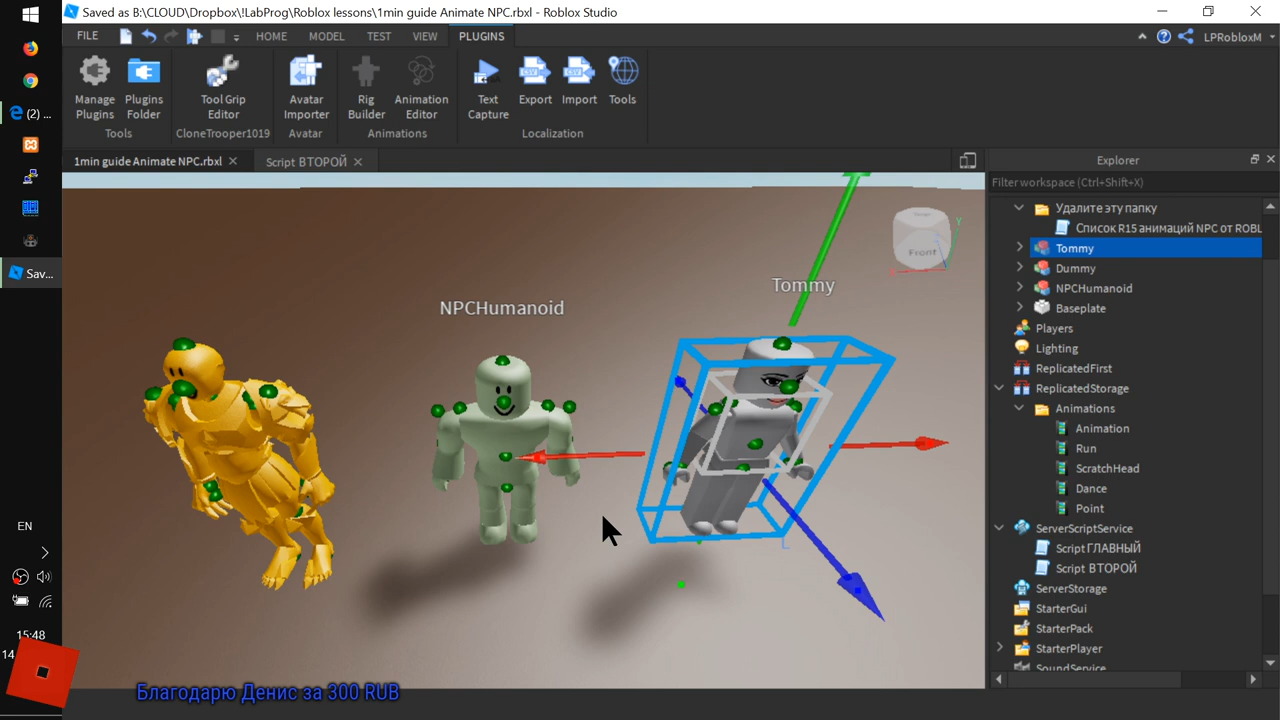 Saved as B:\CLOUD\Dropbox\!LabProg\Roblox lessons\1min guide Animate NPC.rbxl - Roblox Studio
FILE HOME MODEL TEST VIEW PLUGINS LPRobloxM
Manage Plugins
Plugins Folder
Tools
Tool Grip Editor
CloneTrooper1019
Avatar Importer
Avatar
Rig Builder
Animation Editor
Animations
Text Capture
Export
Import
Tools
Localization
1min guide Animate NPC.rbxl
Script ВТОРОЙ
NPCHumanoid
Tommy
Front
Y
Explorer
Filter workspace (Ctrl+Shift+X)
Удалите эту папку
Список R15 анимаций NPC от ROBL
Tommy
Dummy
NPCHumanoid
Baseplate
Players
Lighting
ReplicatedFirst
ReplicatedStorage
Animations
Animation
Run
ScratchHead
Dance
Point
ServerScriptService
Script ГЛАВНЫЙ
Script ВТОРОЙ
ServerStorage
StarterGui
StarterPack
StarterPlayer
SoundService
(2) ...
Sav...
EN
15:48
14
Благодарю Денис за 300 RUB